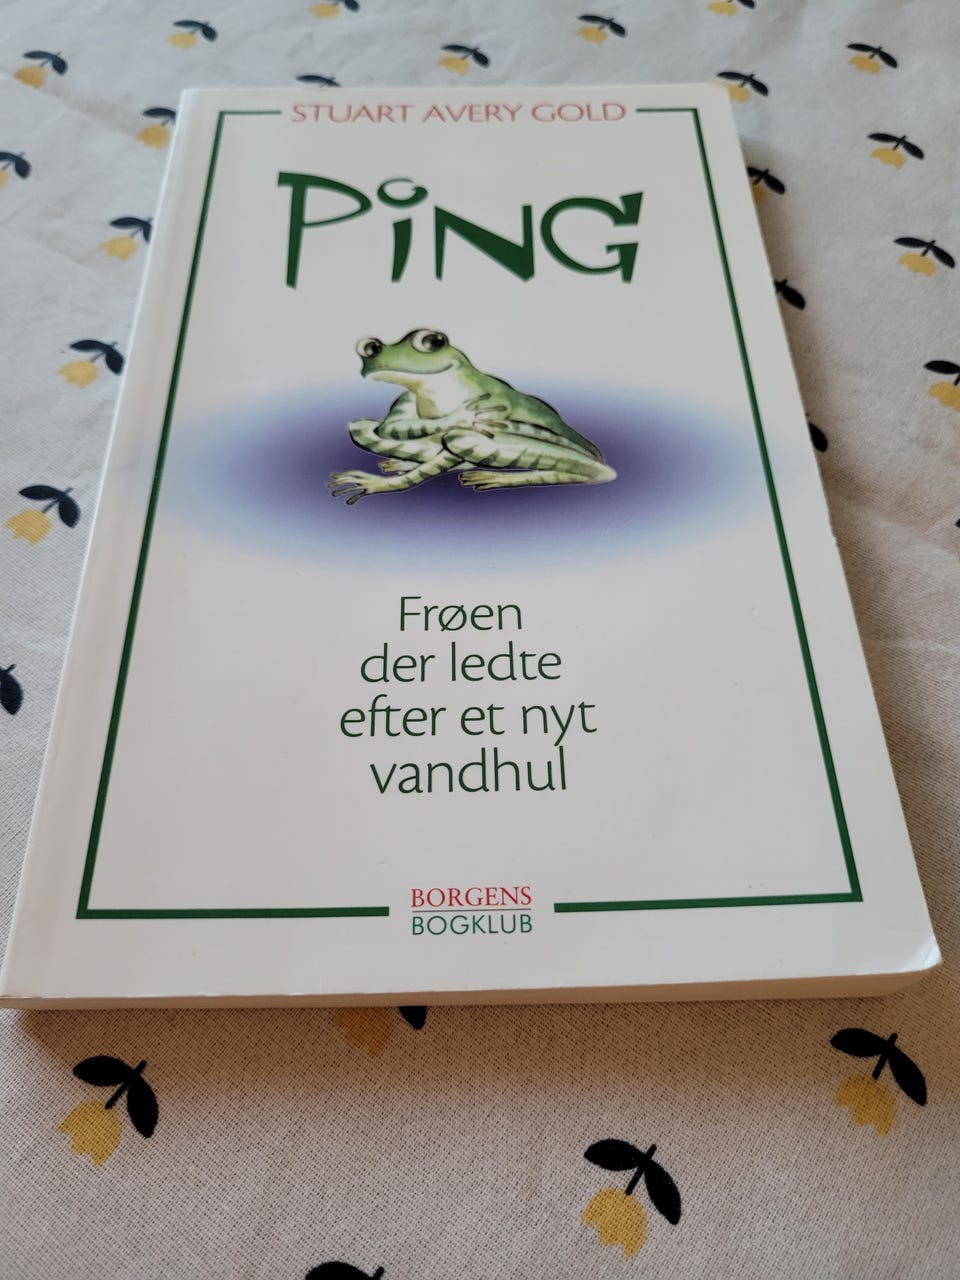 STUART AVERY GOLD
PiNG
Frøen
der ledte
efter et nyt
vandhul
BORGENS
BOGKLUB